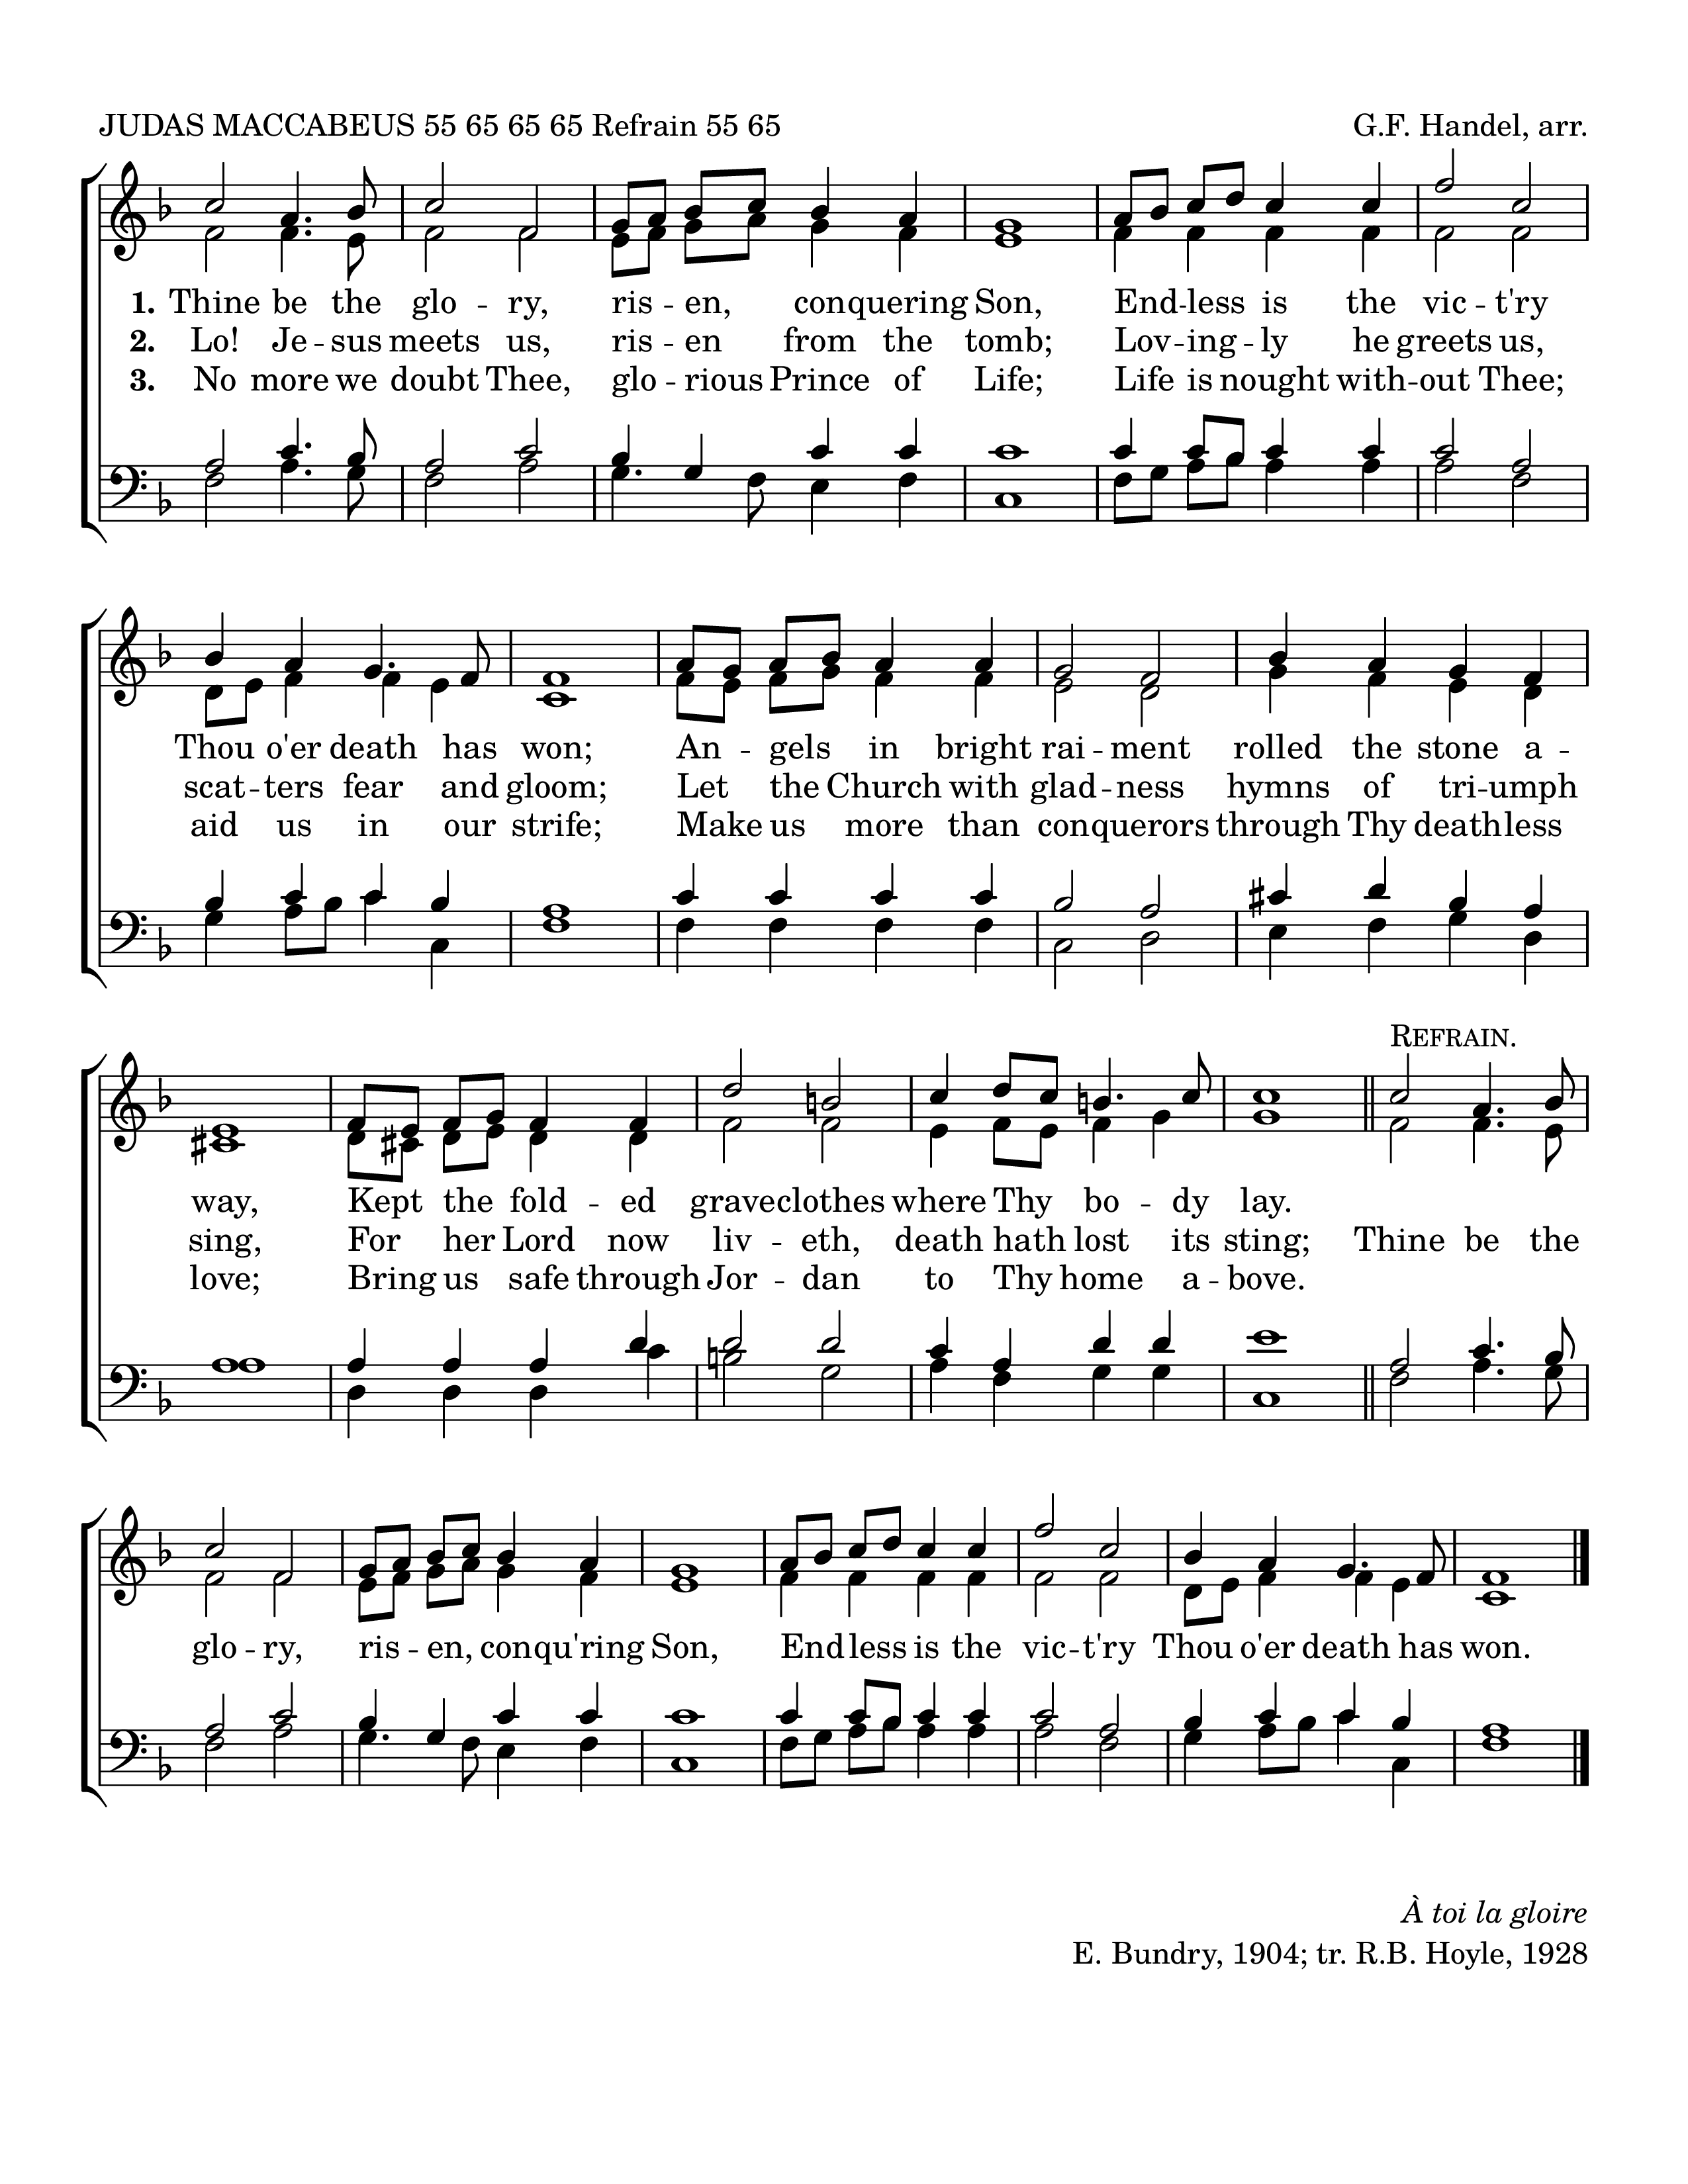 JUDAS MACCABEUS 55 65 65 65 Refrain 55 65
G.F. Handel, arr.
1. Thine be the glo -- ry, ris -- en, conquering Son, End -- less is the vic -- t'ry
2. Lo! Je -- sus meets us, ris -- en from the tomb; Lov -- ing -- ly he greets us,
3. No more we doubt Thee, glo -- rious Prince of Life; Life is nought with -- out Thee;
Thou o'er death has won; An -- gels in bright rai -- ment rolled the stone a --
scat -- ters fear and gloom; Let the Church with glad -- ness hymns of tri -- umph
aid us in our strife; Make us more than conquerors through Thy deathless
REFRAIN.
way, Kept the fold -- ed graveclothes where Thy bo -- dy lay.
sing, For her Lord now liv -- eth, death hath lost its sting; Thine be the
love; Bring us safe through Jor -- dan to Thy home a -- bove.
glo -- ry, ris -- en, conqu'ring Son, End -- less is the vic -- t'ry Thou o'er death has won.
À toi la gloire
E. Bundry, 1904; tr. R.B. Hoyle, 1928